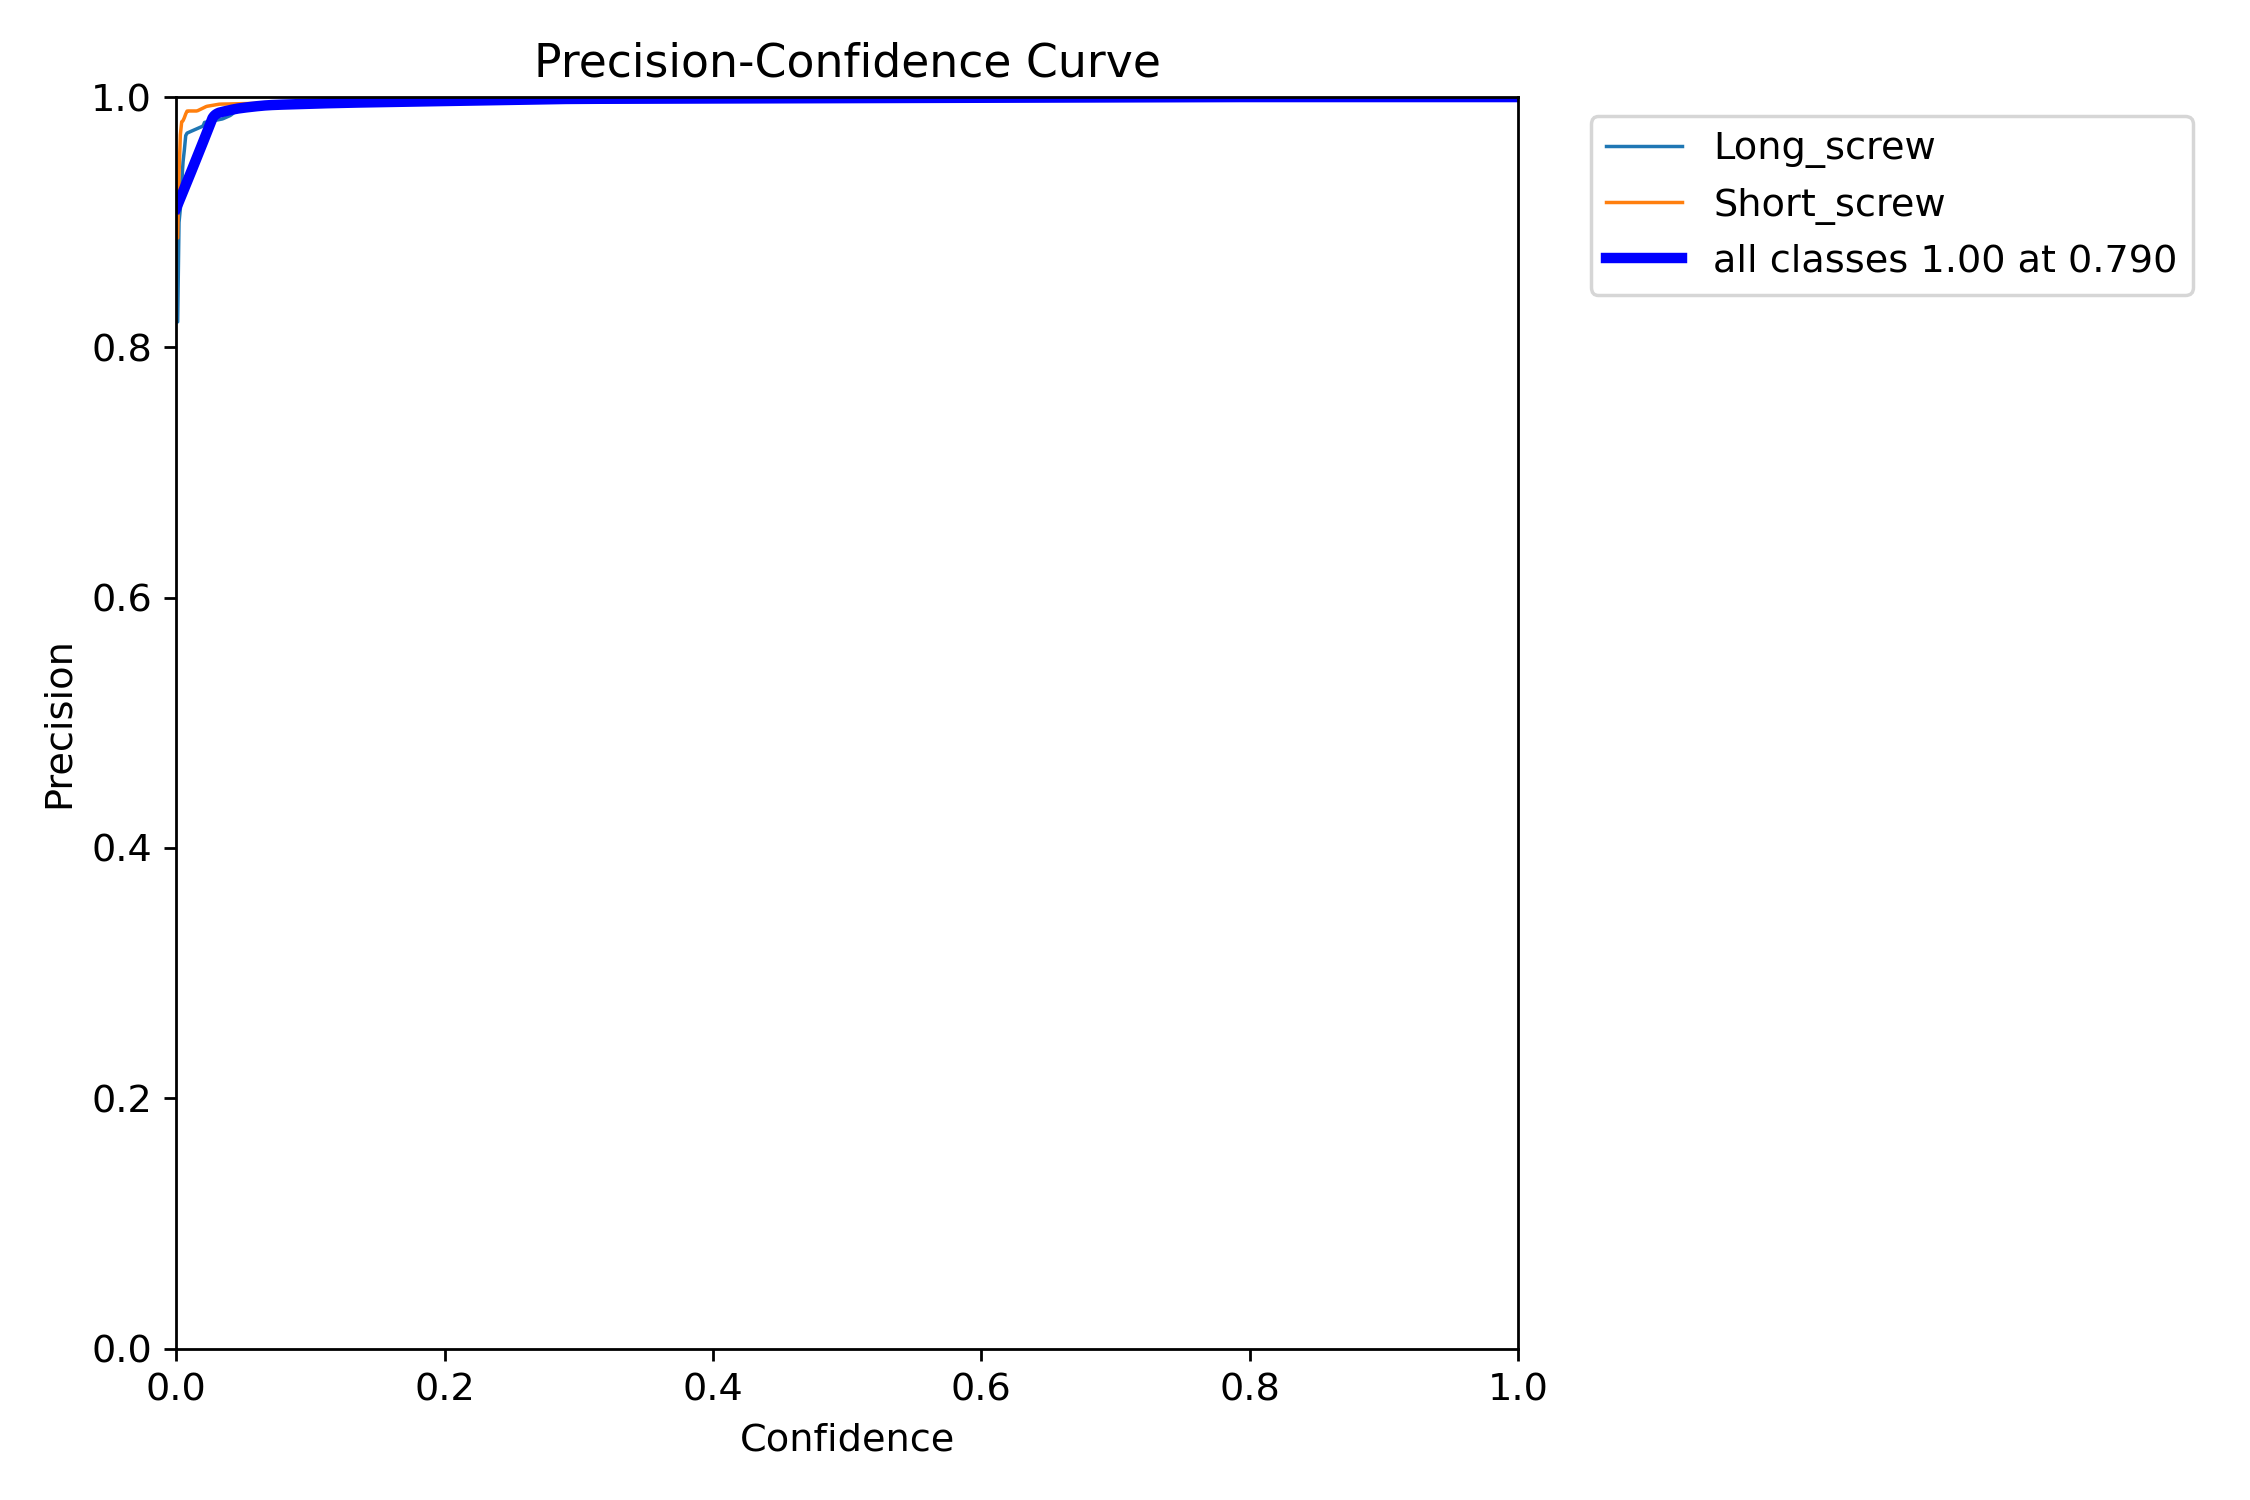 Precision-Confidence Curve
1.0
0.8
0.6
0.4
0.2
0.0
Precision
0.0 0.2 0.4 0.6 0.8 1.0
Confidence
Long_screw
Short_screw
all classes 1.00 at 0.790